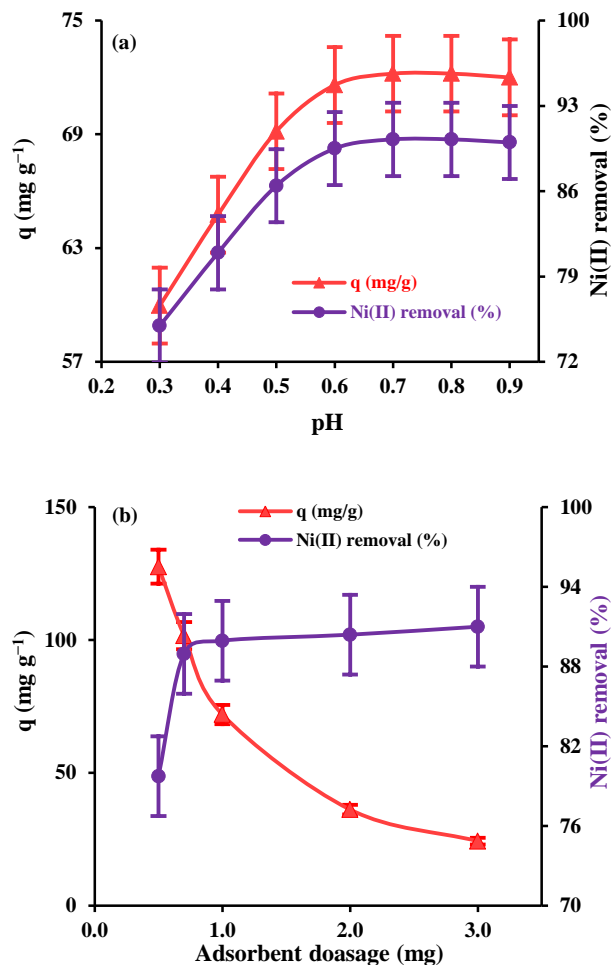 (a)
75
69
63
57
q (mg g⁻¹)
100
93
86
79
72
Ni(II) removal (%)
q (mg/g)
Ni(II) removal (%)
0.2 0.3 0.4 0.5 0.6 0.7 0.8 0.9
pH
(b)
150
100
50
0
q (mg g⁻¹)
q (mg/g)
Ni(II) removal (%)
100
94
88
82
76
70
Ni(II) removal (%)
0.0 1.0 2.0 3.0
Adsorbent doasage (mg)